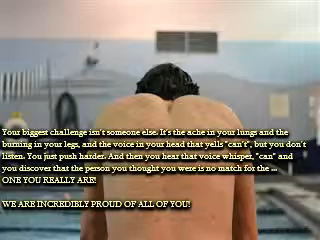 Your biggest challenge isn't someone else. It's the ache in your lungs and the
burning in your legs, and the voice in your head that yells "can't", but you don't
listen. You just push harder. And then you hear that voice whisper, "can" and
you discover that the person you thought you were is no match for the ...
ONE YOU REALLY ARE!
WE ARE INCREDIBLY PROUD OF ALL OF YOU!